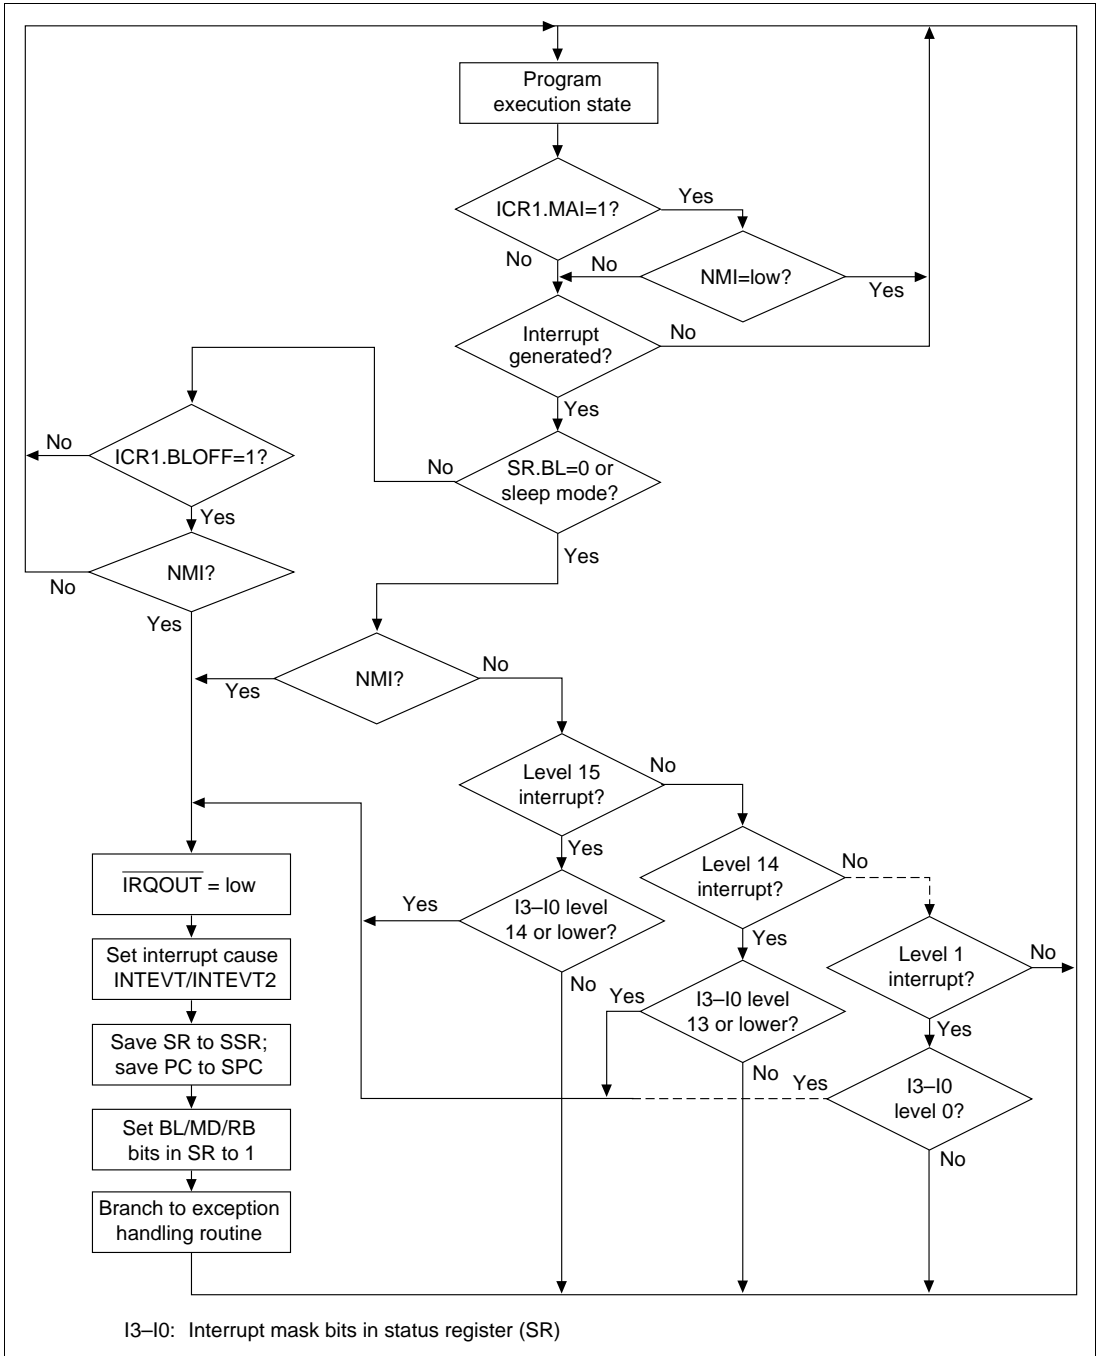 Program
execution state
ICR1.MAI=1?
Yes
No
NMI=low?
No
Yes
Interrupt
generated?
No
Yes
ICR1.BLOFF=1?
No
Yes
SR.BL=0 or
sleep mode?
No
Yes
NMI?
No
Yes
NMI?
Yes
No
Level 15
interrupt?
No
Yes
Level 14
interrupt?
No
Yes
IRQOUT = low
I3–I0 level
14 or lower?
Yes
No
Level 1
interrupt?
No
Yes
Set interrupt cause
INTEVT/INTEVT2
I3–I0 level
13 or lower?
Yes
No
Save SR to SSR;
save PC to SPC
I3–I0
level 0?
Yes
No
Set BL/MD/RB
bits in SR to 1
Branch to exception
handling routine
I3–I0: Interrupt mask bits in status register (SR)